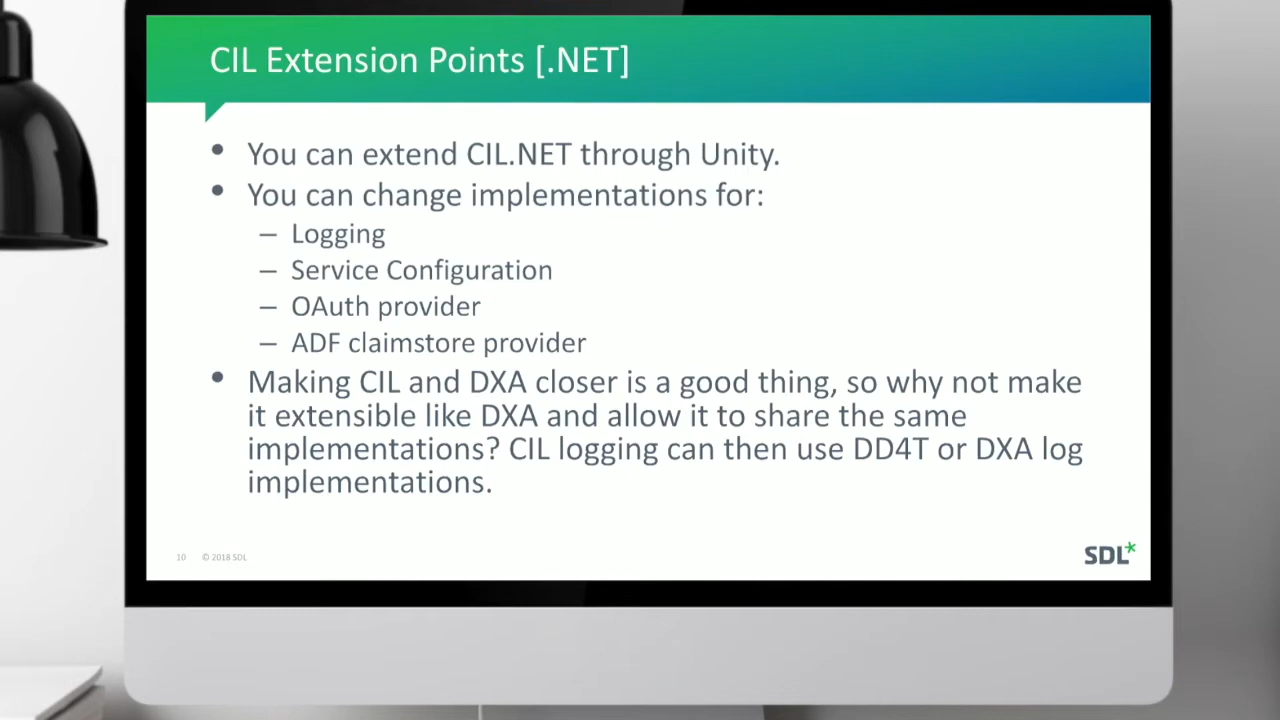 CIL Extension Points [.NET]
• You can extend CIL.NET through Unity.
• You can change implementations for:
– Logging
– Service Configuration
– OAuth provider
– ADF claimstore provider
• Making CIL and DXA closer is a good thing, so why not make
it extensible like DXA and allow it to share the same
implementations? CIL logging can then use DD4T or DXA log
implementations.
10 © 2018 SDL
SDL*